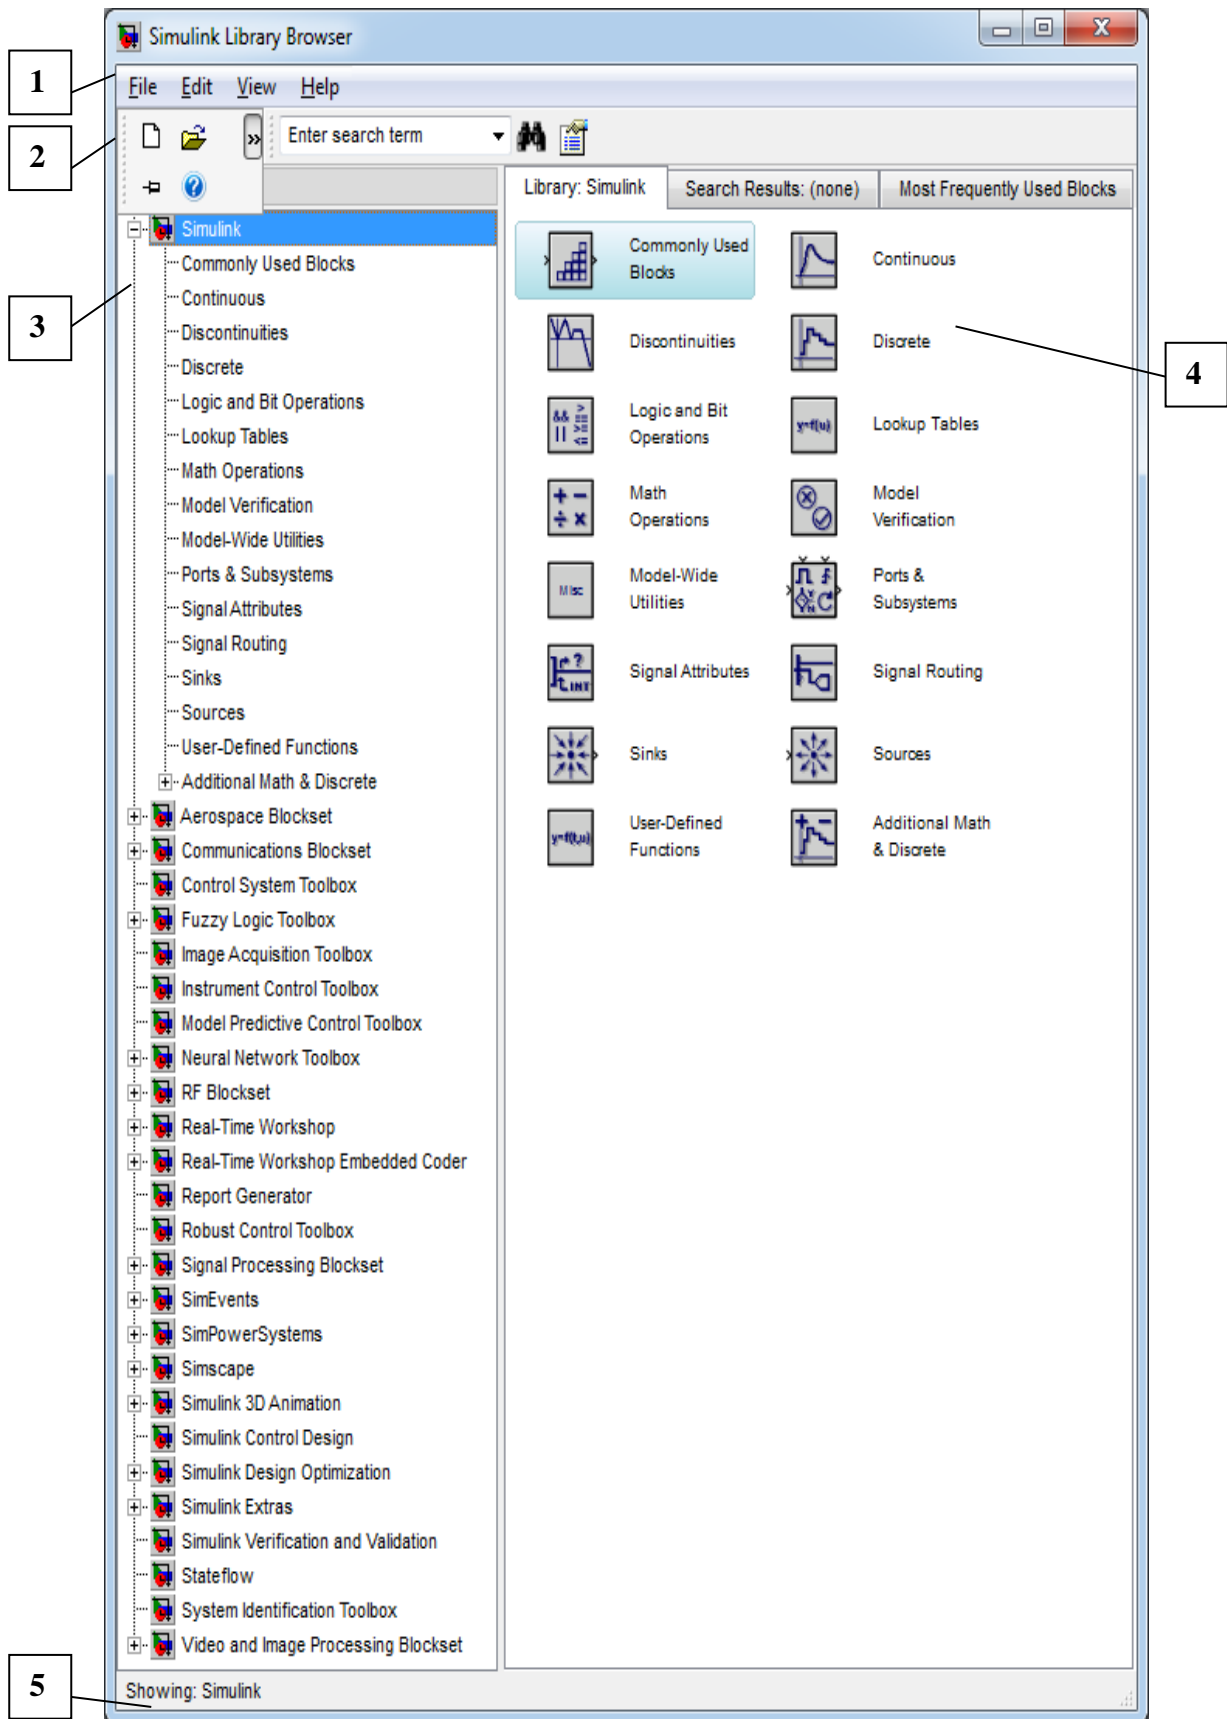 Simulink Library Browser
1
File Edit View Help
2
Enter search term
Library: Simulink
Search Results: (none)
Most Frequently Used Blocks
3
Simulink
Commonly Used Blocks
Continuous
Discontinuities
Discrete
Logic and Bit Operations
Lookup Tables
Math Operations
Model Verification
Model-Wide Utilities
Ports & Subsystems
Signal Attributes
Signal Routing
Sinks
Sources
User-Defined Functions
Additional Math & Discrete
Aerospace Blockset
Communications Blockset
Control System Toolbox
Fuzzy Logic Toolbox
Image Acquisition Toolbox
Instrument Control Toolbox
Model Predictive Control Toolbox
Neural Network Toolbox
RF Blockset
Real-Time Workshop
Real-Time Workshop Embedded Coder
Report Generator
Robust Control Toolbox
Signal Processing Blockset
SimEvents
SimPowerSystems
Simscape
Simulink 3D Animation
Simulink Control Design
Simulink Design Optimization
Simulink Extras
Simulink Verification and Validation
Stateflow
System Identification Toolbox
Video and Image Processing Blockset
Commonly Used
Blocks
Continuous
Discontinuities
Discrete
4
&& >
>=
|| <=
Logic and Bit
Operations
y=f(u)
Lookup Tables
+ −
÷ ×
Math
Operations
Model
Verification
Misc
Model-Wide
Utilities
Ports &
Subsystems
?
INT
Signal Attributes
Signal Routing
Sinks
Sources
y=f(t,u)
User-Defined
Functions
+ −
Additional Math
& Discrete
5
Showing: Simulink